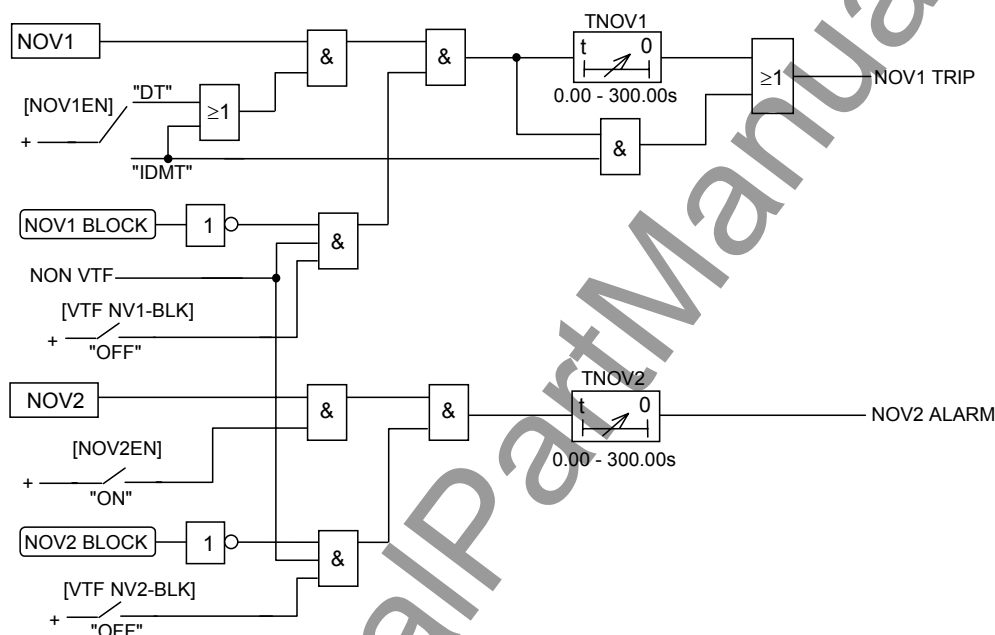 TNOV1
NOV1
&
&
t 0
≥1
NOV1 TRIP
[NOV1EN]
"DT"
≥1
0.00 - 300.00s
+
&
"IDMT"
NOV1 BLOCK
1
&
NON VTF
[VTF NV1-BLK]
+
"OFF"
TNOV2
NOV2
&
&
t 0
NOV2 ALARM
[NOV2EN]
0.00 - 300.00s
+
"ON"
NOV2 BLOCK
1
&
[VTF NV2-BLK]
+
"OFF"